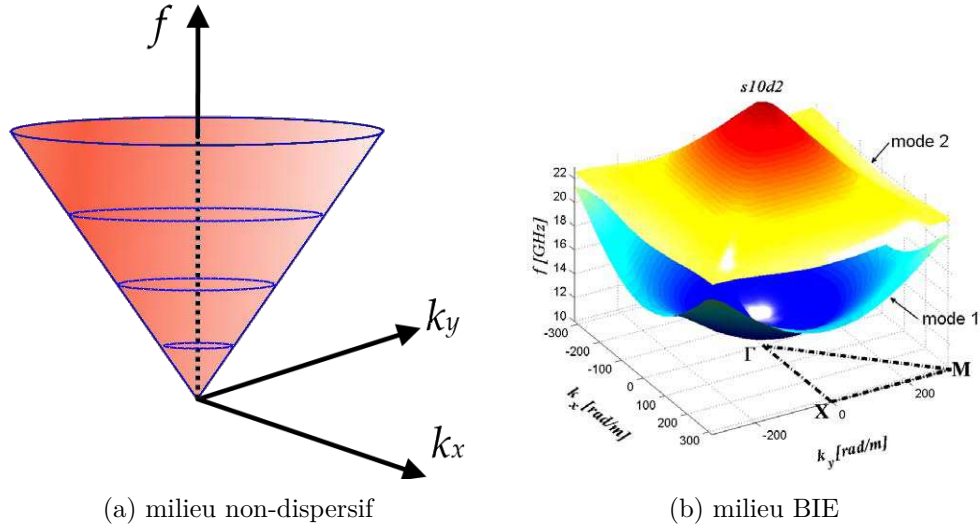 f
k_y
k_x
(a) milieu non-dispersif
s10d2
mode 2
22
20
18
16
14
12
10
f [GHz]
mode 1
-300
-200
-100
0
100
200
300
k_x [rad/m]
Γ
X
M
-200
0
200
k_y [rad/m]
(b) milieu BIE